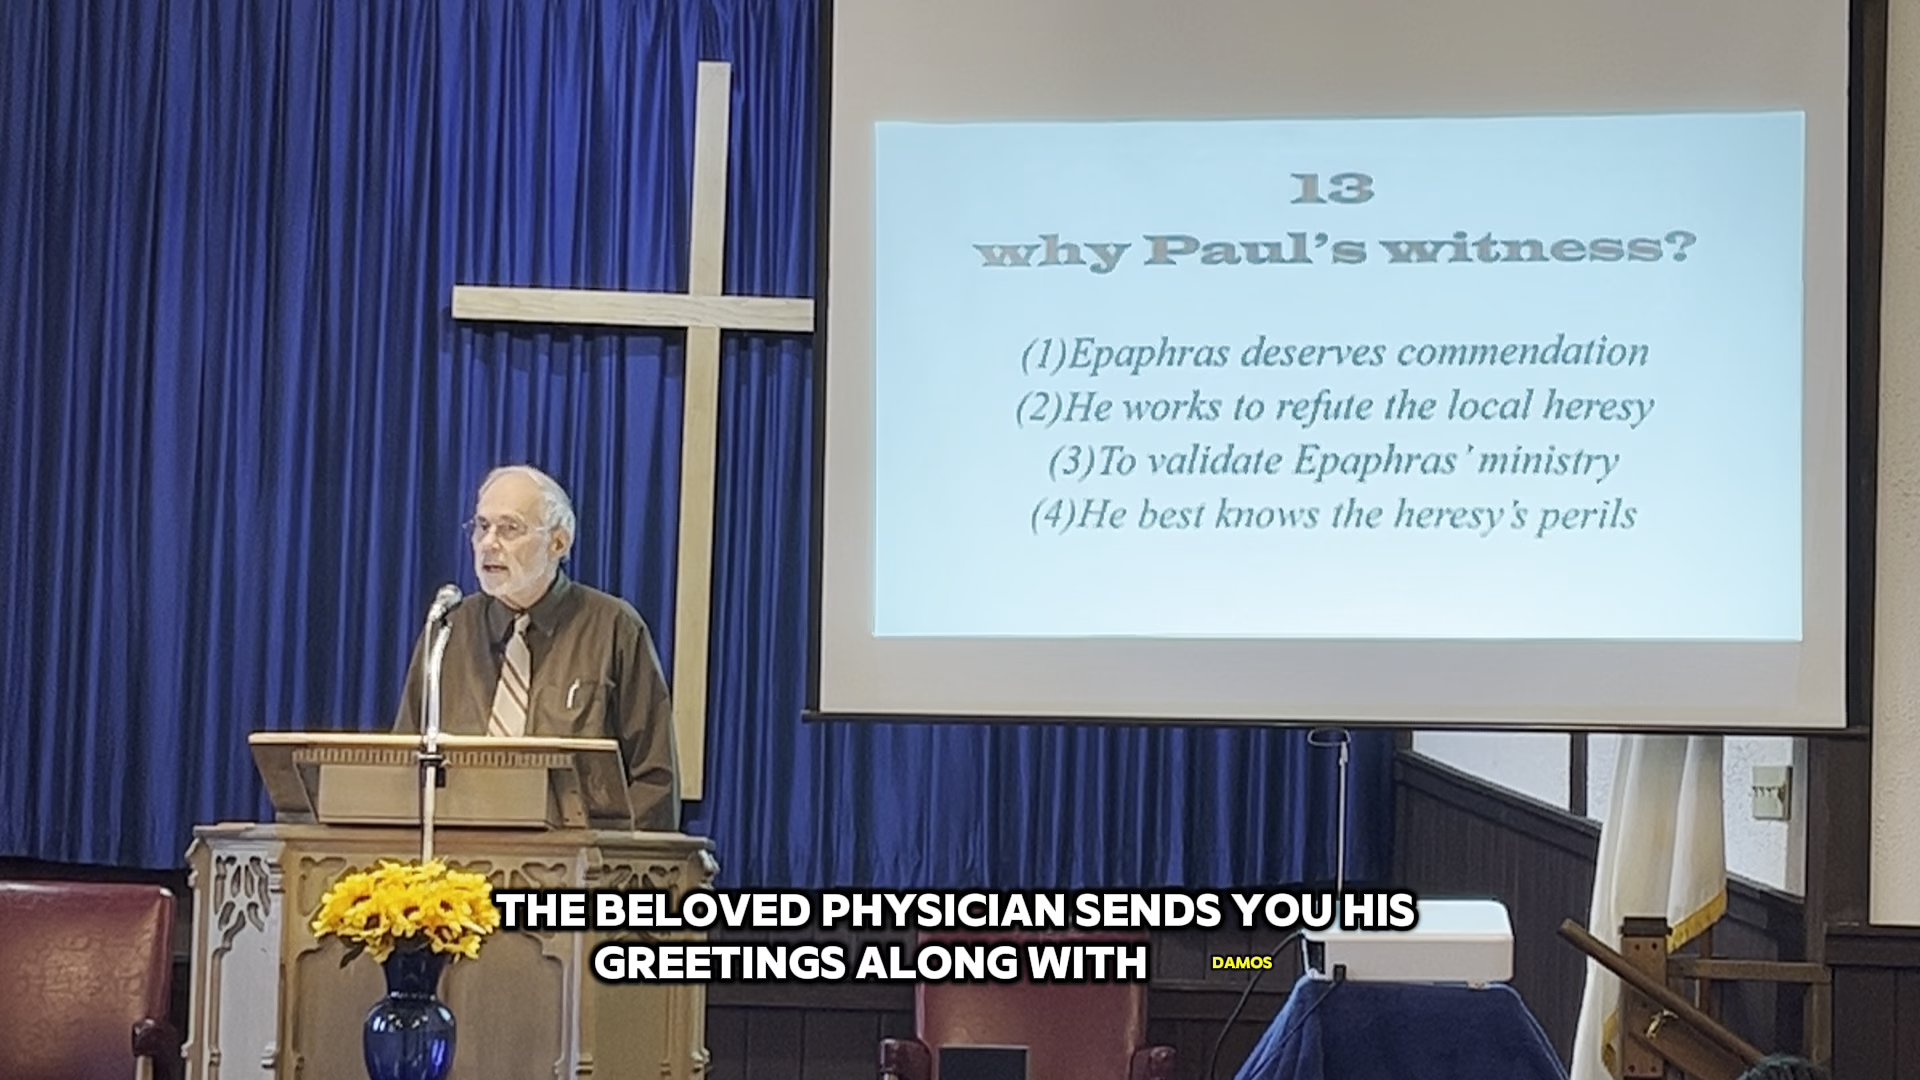 13
why Paul's witness?
(1)Epaphras deserves commendation
(2)He works to refute the local heresy
(3)To validate Epaphras' ministry
(4)He best knows the heresy's perils
THE BELOVED PHYSICIAN SENDS YOU HIS
GREETINGS ALONG WITH DAMOS